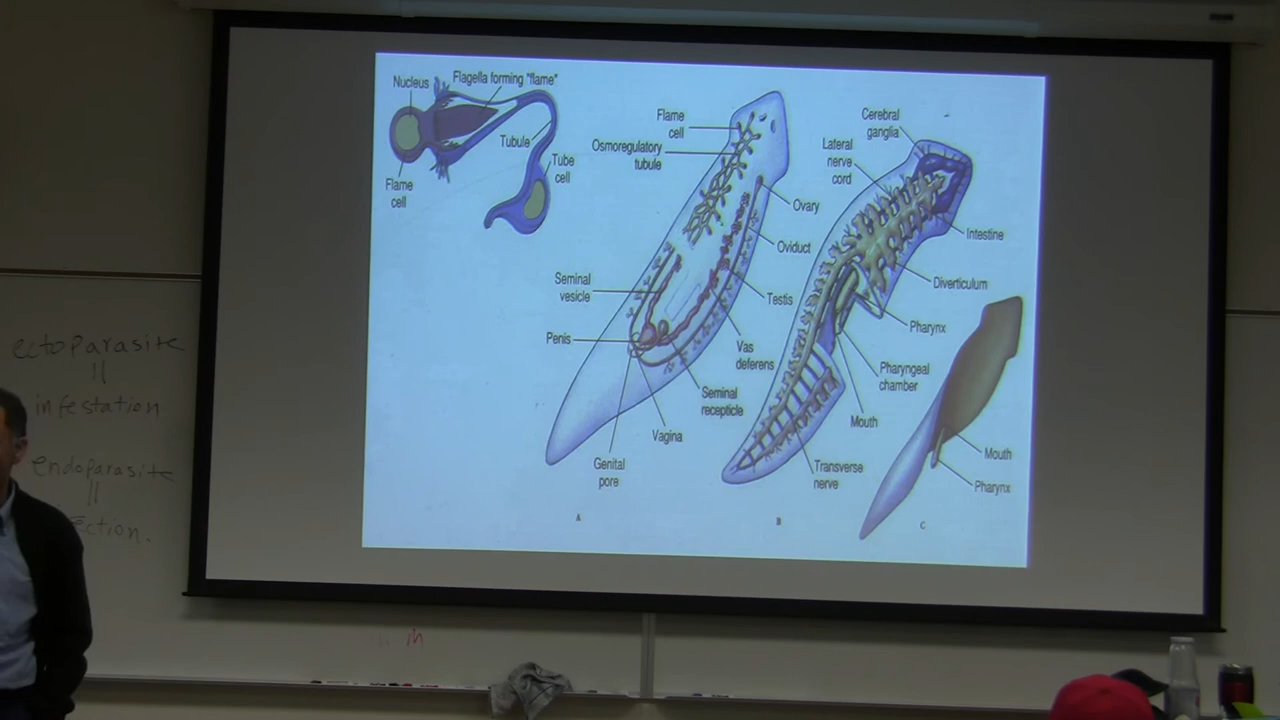 ectoparasite
||
infestation
endoparasite
||
ection.
Nucleus
Flagella forming "flame"
Tubule
Tube
cell
Flame
cell
Flame
cell
Osmoregulatory
tubule
Ovary
Oviduct
Seminal
vesicle
Testis
Penis
Vas
deferens
Seminal
recepticle
Vagina
Genital
pore
A
Cerebral
ganglia
Lateral
nerve
cord
Intestine
Diverticulum
Pharynx
Pharyngeal
chamber
Mouth
Transverse
nerve
B
Mouth
Pharynx
C